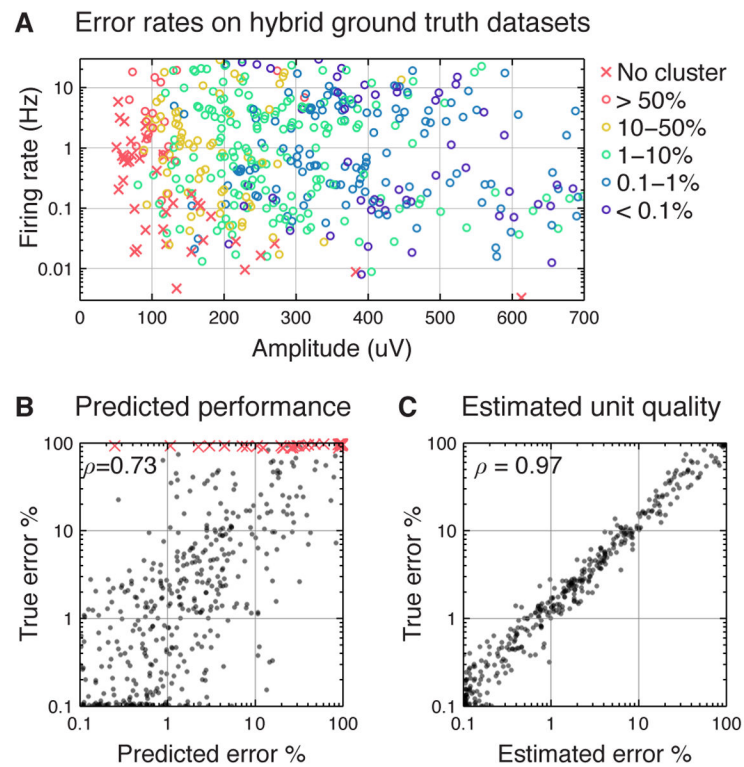 A Error rates on hybrid ground truth datasets
Firing rate (Hz)
10
1
0.1
0.01
0 100 200 300 400 500 600 700
Amplitude (uV)
No cluster
> 50%
10–50%
1–10%
0.1–1%
< 0.1%
B Predicted performance
True error %
100
10
1
0.1
ρ=0.73
1 10 100
Predicted error %
C Estimated unit quality
True error %
100
10
1
0.1
ρ = 0.97
0.1 1 10 100
Estimated error %